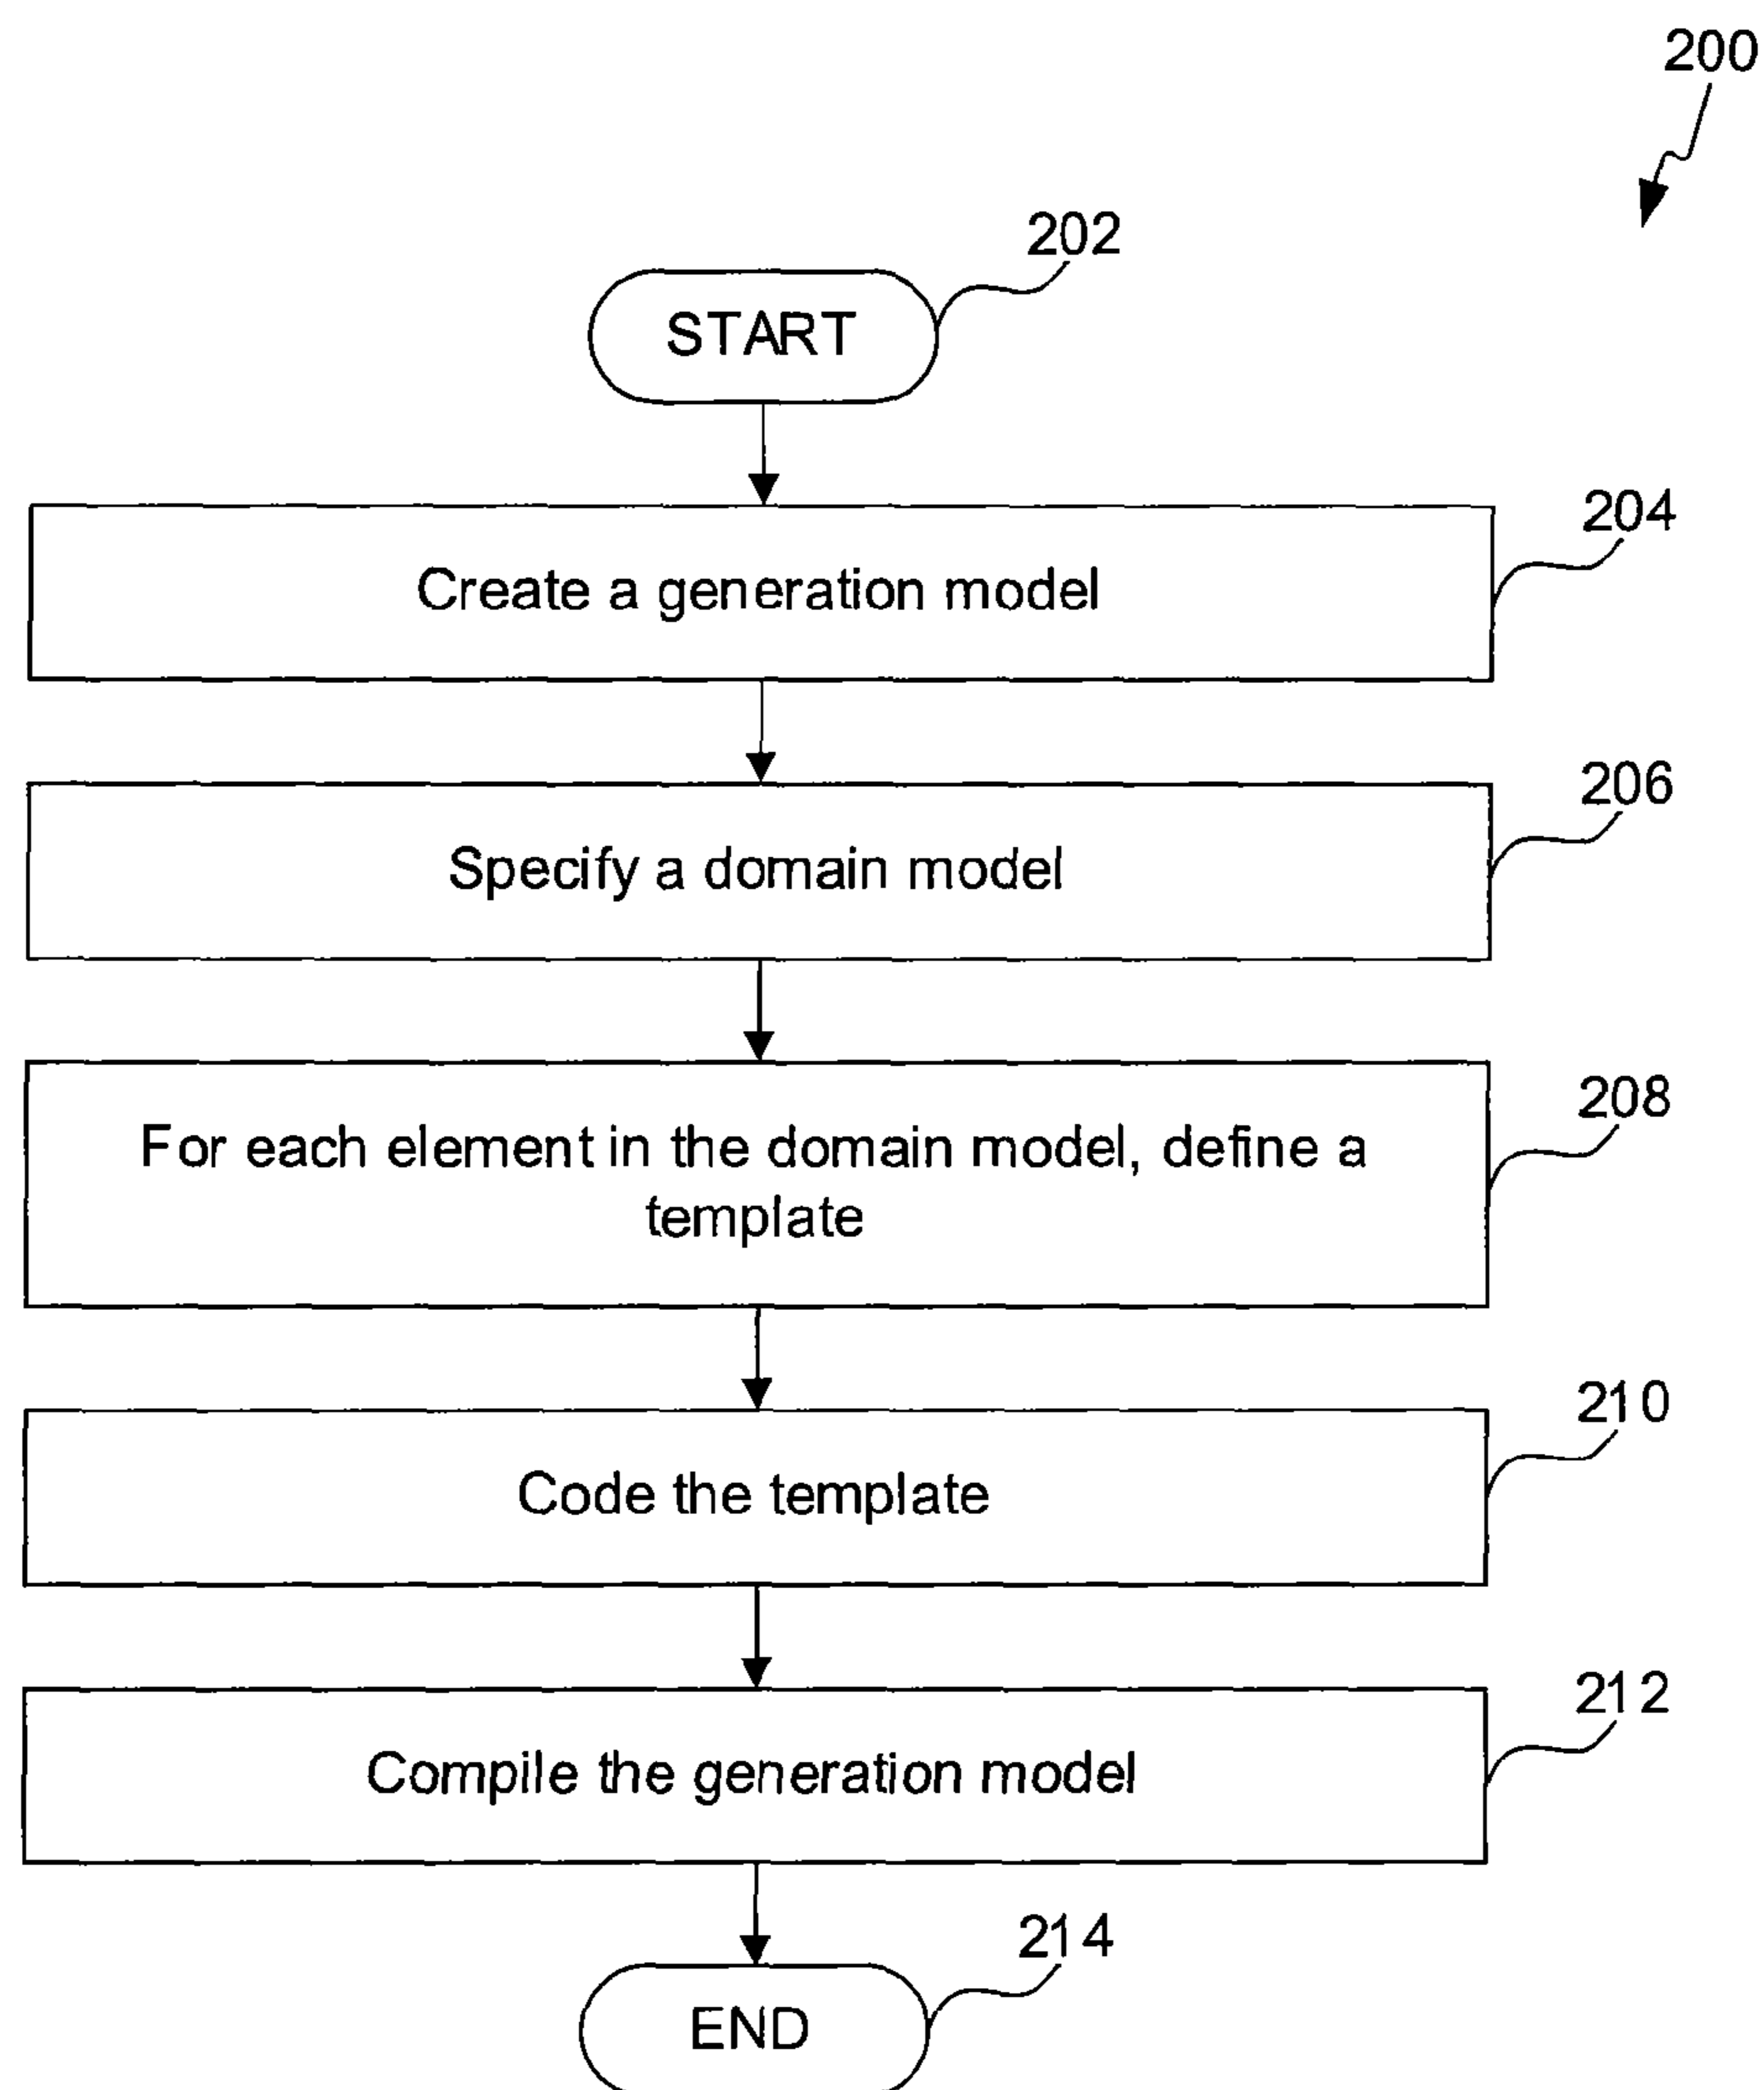 200
202
START
204
Create a generation model
206
Specify a domain model
208
For each element in the domain model, define a
template
210
Code the template
212
Compile the generation model
214
END